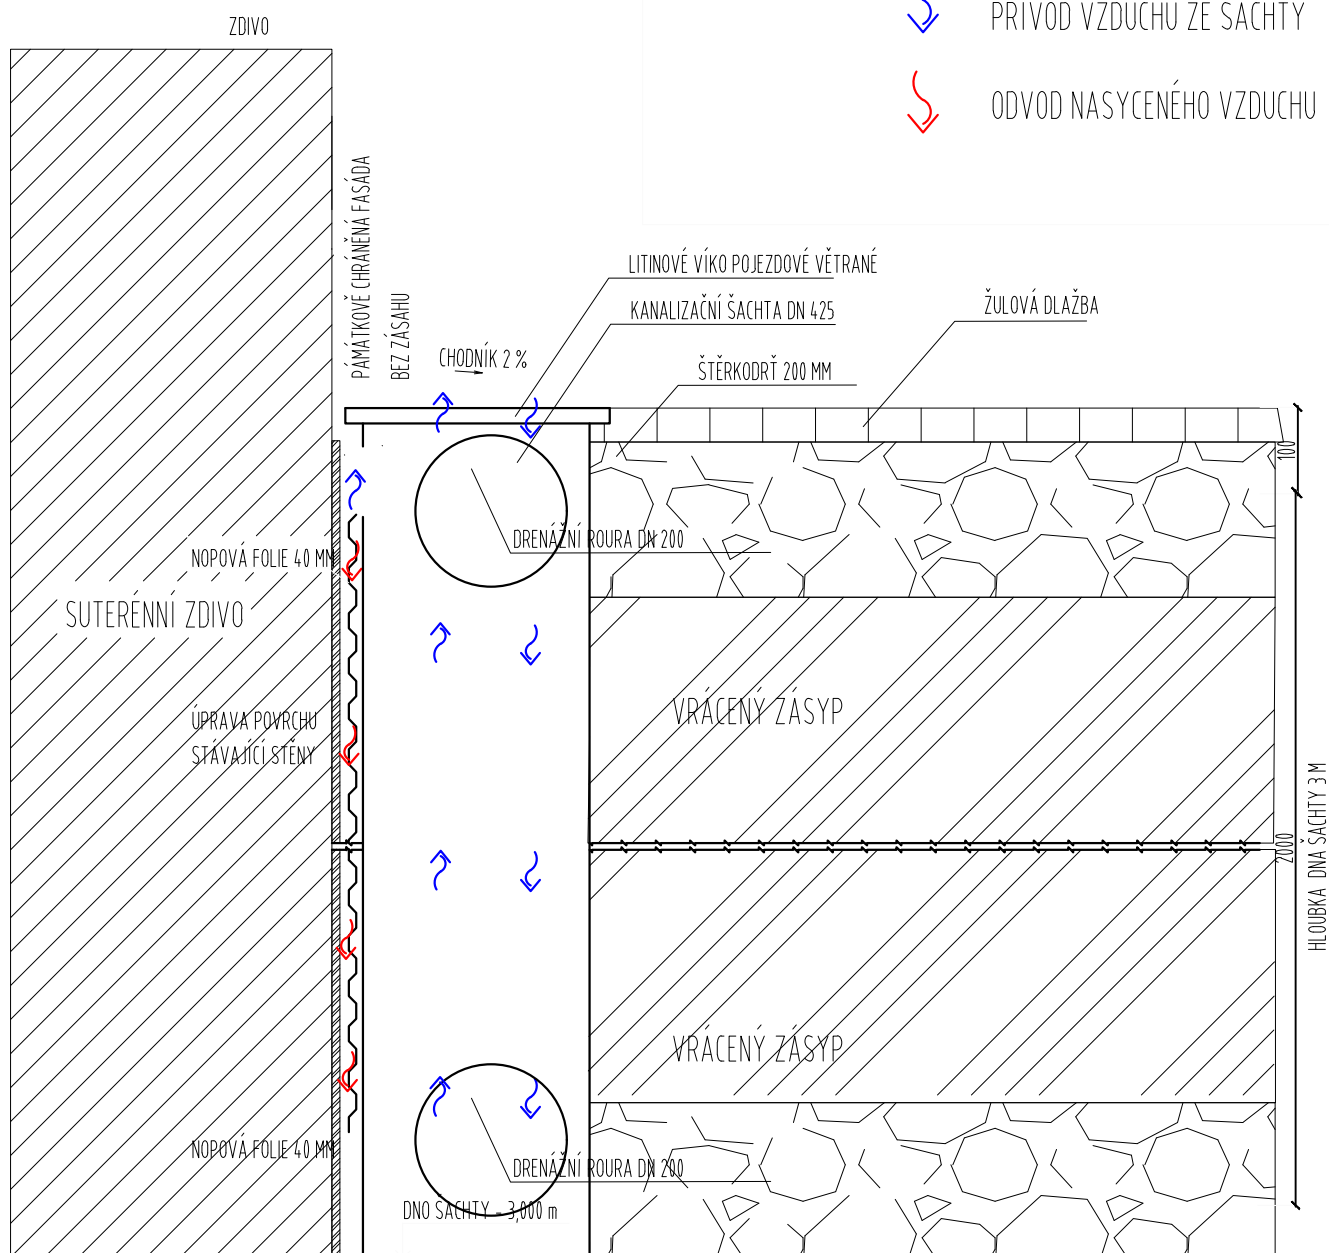 ZDIVO
PŘÍVOD VZDUCHU ZE ŠACHTY
ODVOD NASYCENÉHO VZDUCHU
PÁMÁTKOVĚ CHRÁNĚNÁ FASÁDA
BEZ ZÁSAHU
LITINOVÉ VÍKO POJEZDOVÉ VĚTRANÉ
KANALIZAČNÍ ŠACHTA DN 425
ŽULOVÁ DLAŽBA
CHODNÍK 2 %
ŠTĚRKODRŤ 200 MM
100
DRENÁŽNÍ ROURA DN 200
NOPOVÁ FOLIE 40 MM
SUTERÉNNÍ ZDIVO
ÚPRAVA POVRCHU
STÁVAJÍCÍ STĚNY
VRÁCENÝ ZÁSYP
2000
HLOUBKA DNA ŠACHTY 3 M
VRÁCENÝ ZÁSYP
NOPOVÁ FOLIE 40 MM
DRENÁŽNÍ ROURA DN 200
DNO ŠACHTY - 3,000 m